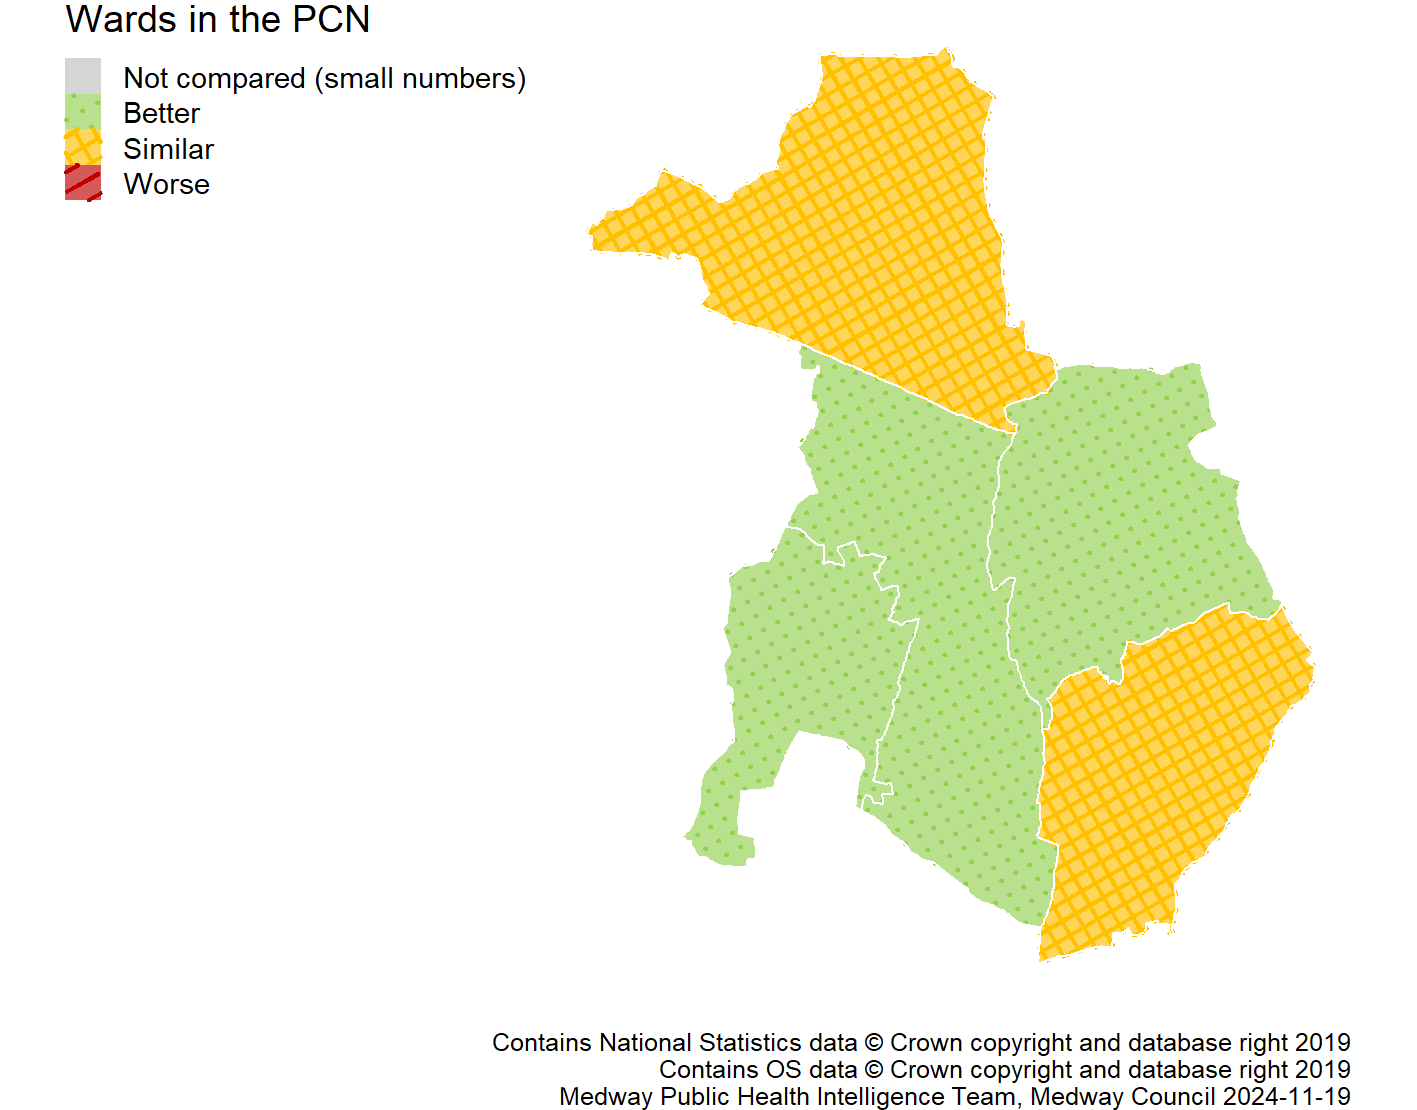 Wards in the PCN
Not compared (small numbers)
Better
Similar
Worse
Contains National Statistics data © Crown copyright and database right 2019
Contains OS data © Crown copyright and database right 2019
Medway Public Health Intelligence Team, Medway Council 2024-11-19